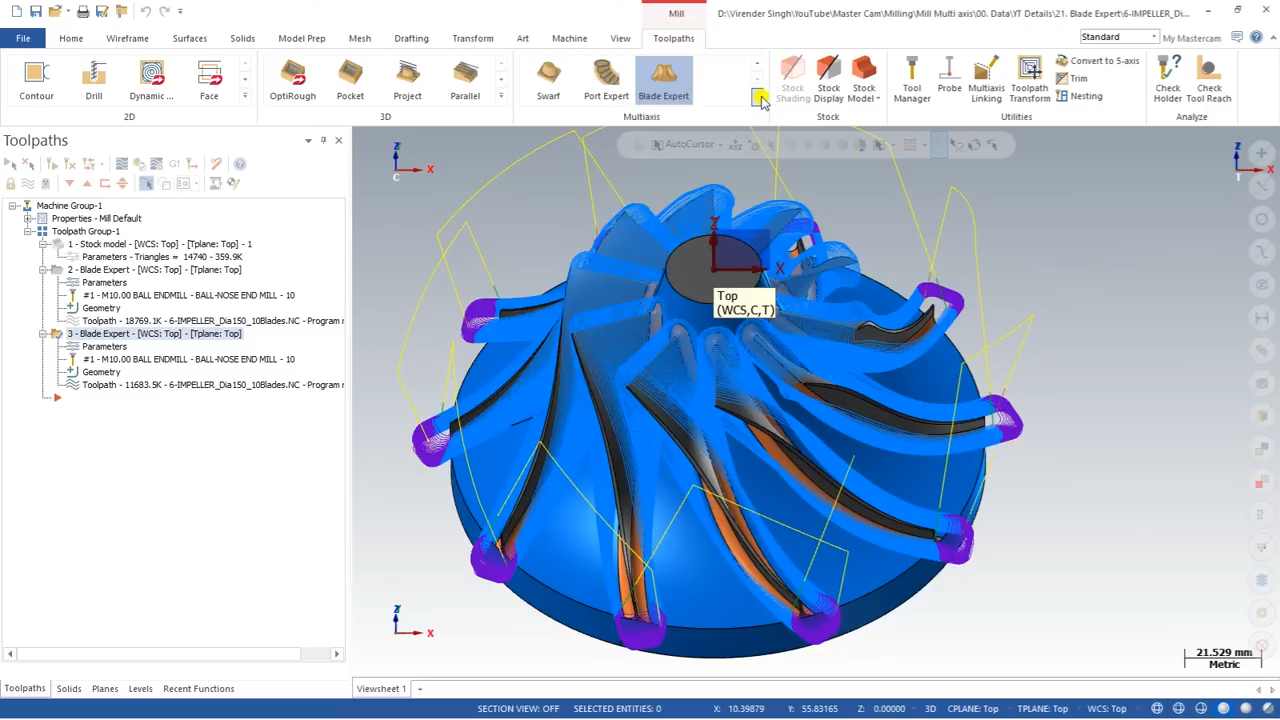 Mill
D:\Virender Singh\YouTube\Master Cam\Milling\Mill Multi axis\00. Data\YT Details\21. Blade Expert\6-IMPELLER_Di...
File Home Wireframe Surfaces Solids Model Prep Mesh Drafting Transform Art Machine View Toolpaths
Standard
My Mastercam
Contour Drill Dynamic ... Face
OptiRough Pocket Project Parallel
Swarf Port Expert Blade Expert
Stock Shading
Stock Display
Stock Model
Tool Manager
Probe
Multiaxis Linking
Toolpath Transform
Convert to 5-axis
Trim
Nesting
Check Holder
Check Tool Reach
2D 3D Multiaxis Stock Utilities Analyze
Toolpaths
AutoCursor
Machine Group-1
Properties - Mill Default
Toolpath Group-1
1 - Stock model - [WCS: Top] - [Tplane: Top] - 1
Parameters - Triangles = 14740 - 359.9K
2 - Blade Expert - [WCS: Top] - [Tplane: Top]
Parameters
#1 - M10.00 BALL ENDMILL - BALL-NOSE END MILL - 10
Geometry
Toolpath - 18769.1K - 6-IMPELLER_Dia150_10Blades.NC - Program r
3 - Blade Expert - [WCS: Top] - [Tplane: Top]
Parameters
#1 - M10.00 BALL ENDMILL - BALL-NOSE END MILL - 10
Geometry
Toolpath - 11683.5K - 6-IMPELLER_Dia150_10Blades.NC - Program r
Z
X
C
Z
X
T
Z
X
Top
(WCS,C,T)
Z
X
21.529 mm
Metric
Toolpaths Solids Planes Levels Recent Functions
Viewsheet 1
SECTION VIEW: OFF SELECTED ENTITIES: 0 X: 10.39879 Y: 55.83165 Z: 0.00000 3D CPLANE: Top TPLANE: Top WCS: Top